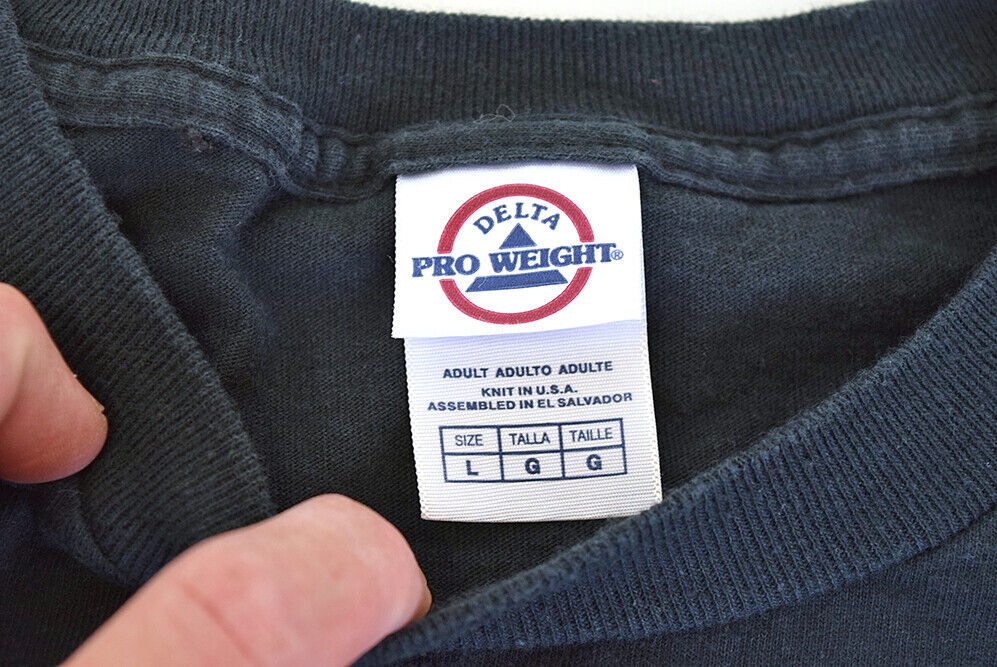 DELTA
PRO WEIGHT®
ADULT ADULTO ADULTE
KNIT IN U.S.A.
ASSEMBLED IN EL SALVADOR
SIZE TALLA TAILLE
L G G